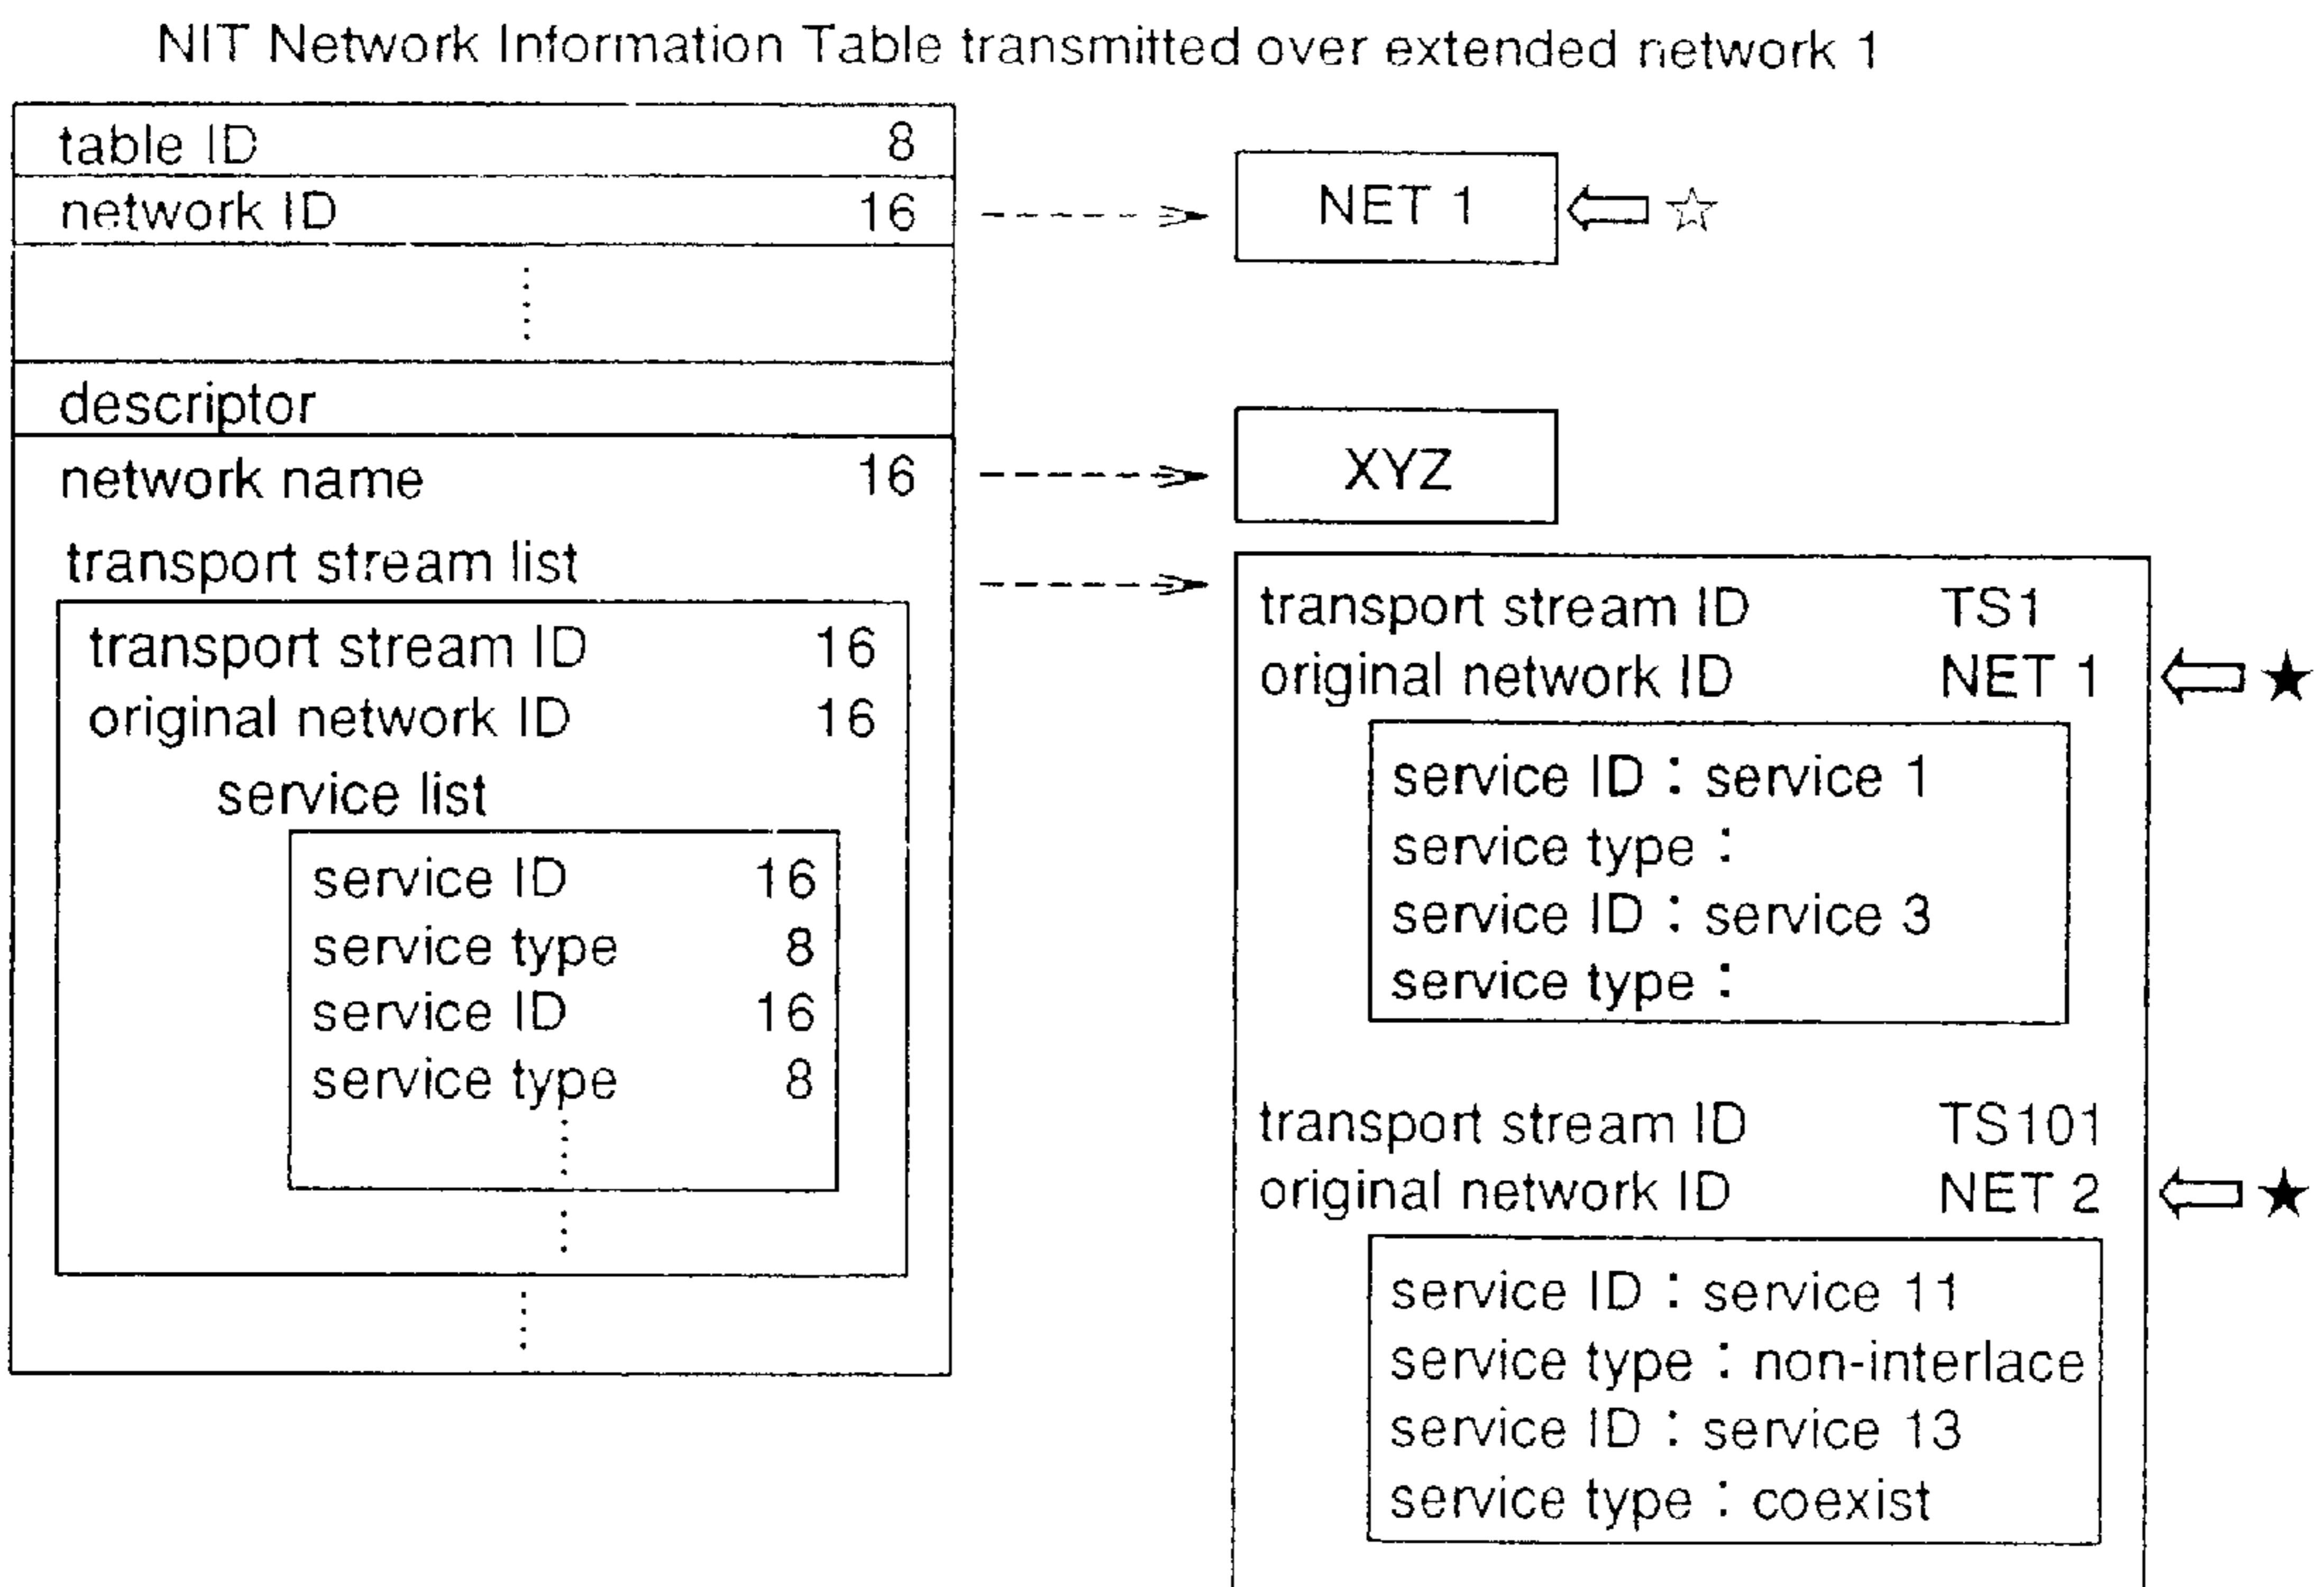 NIT Network Information Table transmitted over extended network 1
table ID 8
network ID 16
NET 1
descriptor
network name 16
XYZ
transport stream list
transport stream ID 16
original network ID 16
service list
service ID 16
service type 8
service ID 16
service type 8
transport stream ID TS1
original network ID NET 1
service ID : service 1
service type :
service ID : service 3
service type :
transport stream ID TS101
original network ID NET 2
service ID : service 11
service type : non-interlace
service ID : service 13
service type : coexist